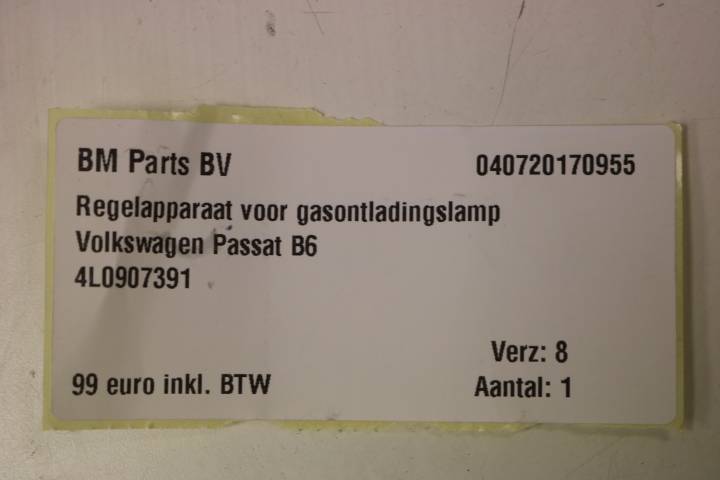 BM Parts BV 040720170955
Regelapparaat voor gasontladingslamp
Volkswagen Passat B6
4L0907391
Verz: 8
99 euro inkl. BTW Aantal: 1